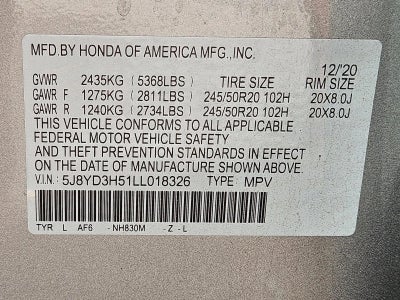 MFD.BY HONDA OF AMERICA MFG.,INC.
12/'20
GVWR 2435KG (5368LBS) TIRE SIZE RIM SIZE
GAWR F 1275KG (2811LBS) 245/50R20 102H 20X8.0J
GAWR R 1240KG (2734LBS) 245/50R20 102H 20X8.0J
THIS VEHICLE CONFORMS TO ALL APPLICABLE
FEDERAL MOTOR VEHICLE SAFETY
AND THEFT PREVENTION STANDARDS IN EFFECT
ON THE DATE OF MANUFACTURE SHOWN ABOVE.
V.I.N.: 5J8YD3H51LL018326 TYPE: MPV
TYR L AF6 -NH830M -Z-L